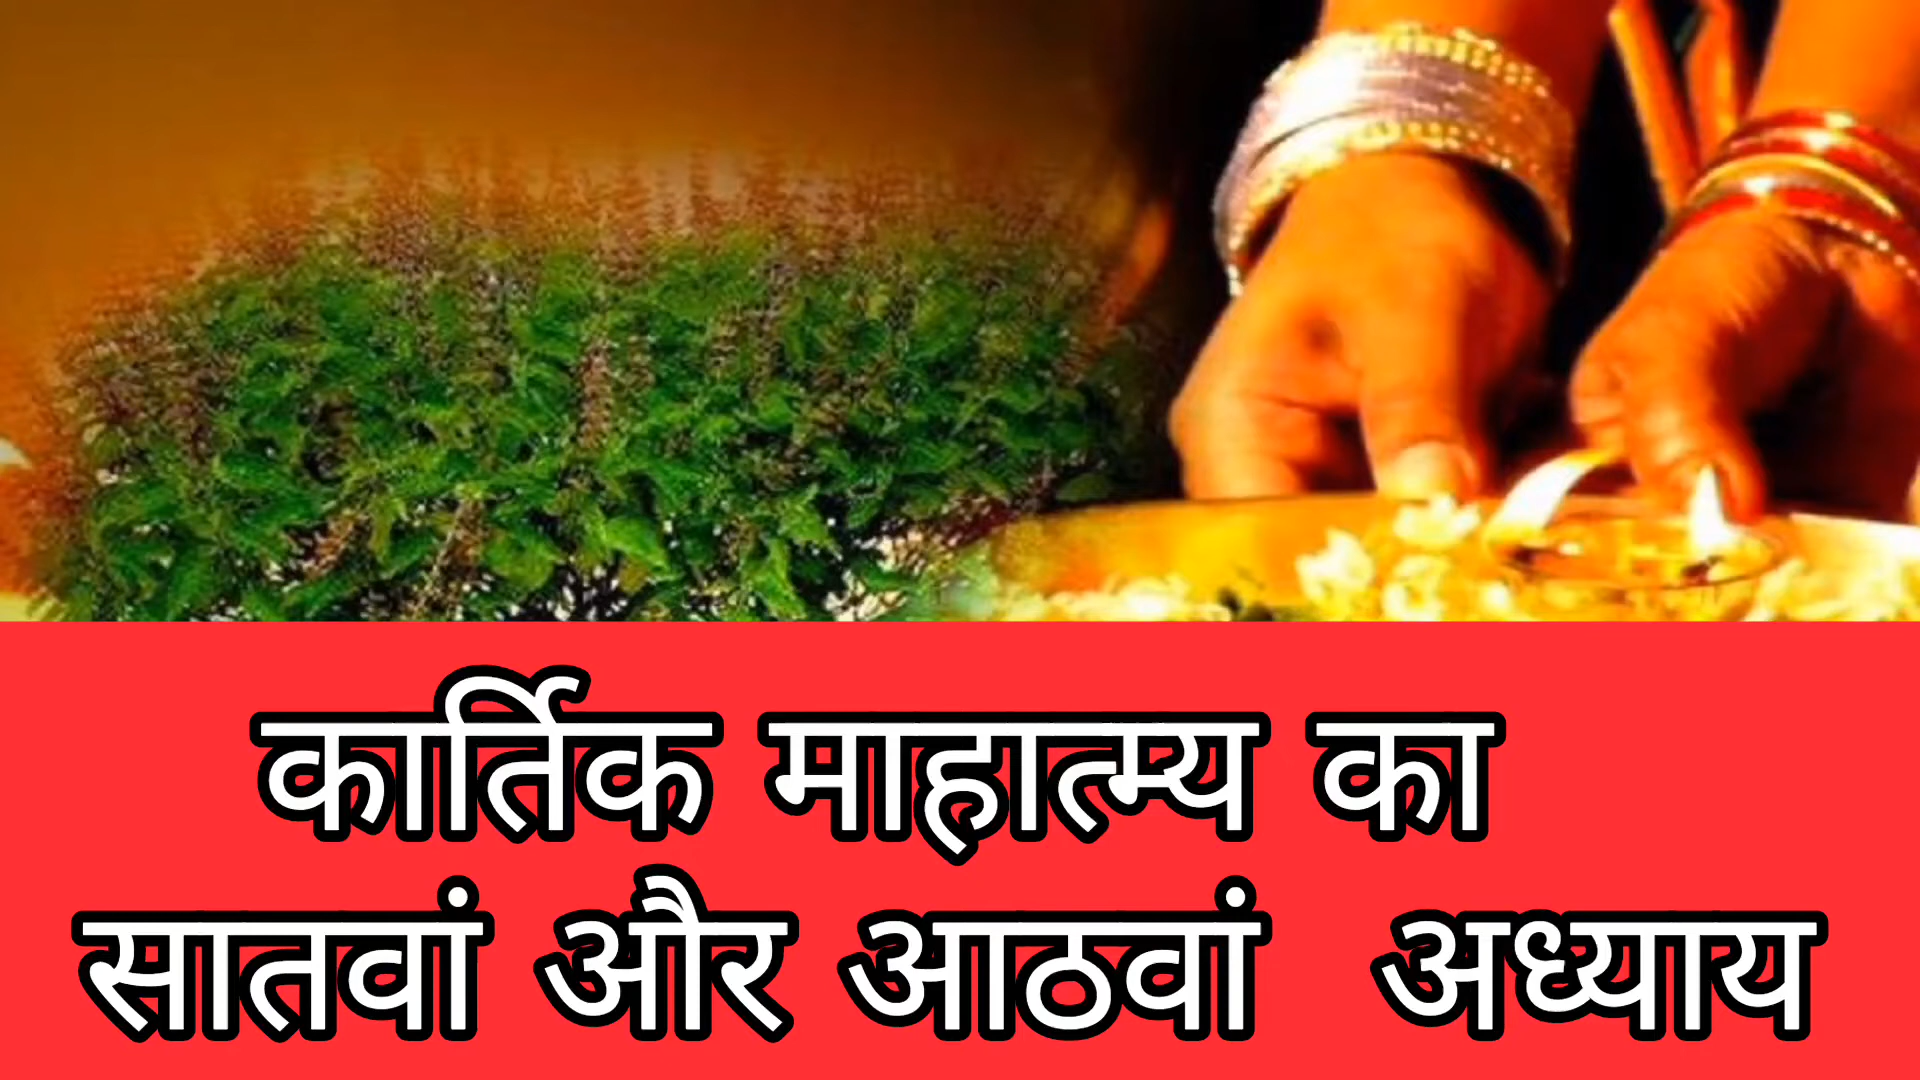 कार्तिक माहात्म्य का
सातवां और आठवां अध्याय